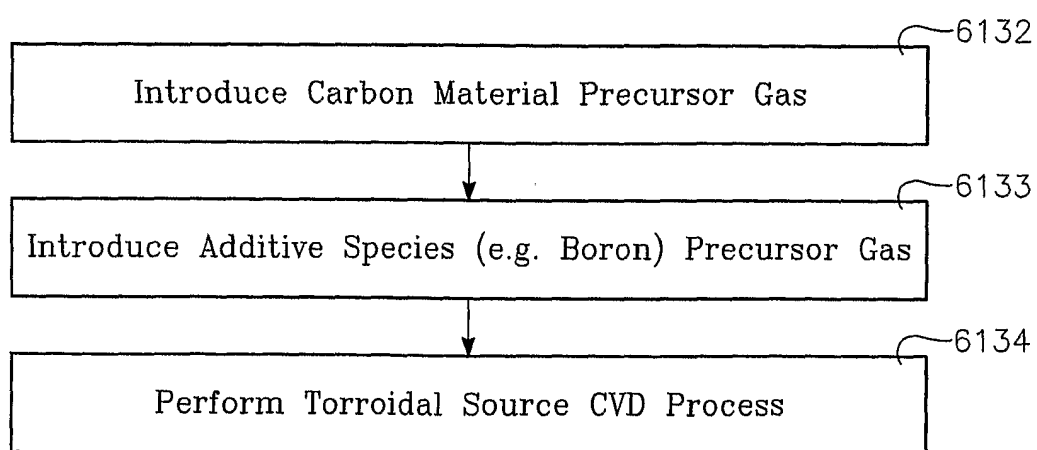 6132
Introduce Carbon Material Precursor Gas
6133
Introduce Additive Species (e.g. Boron) Precursor Gas
6134
Perform Torroidal Source CVD Process